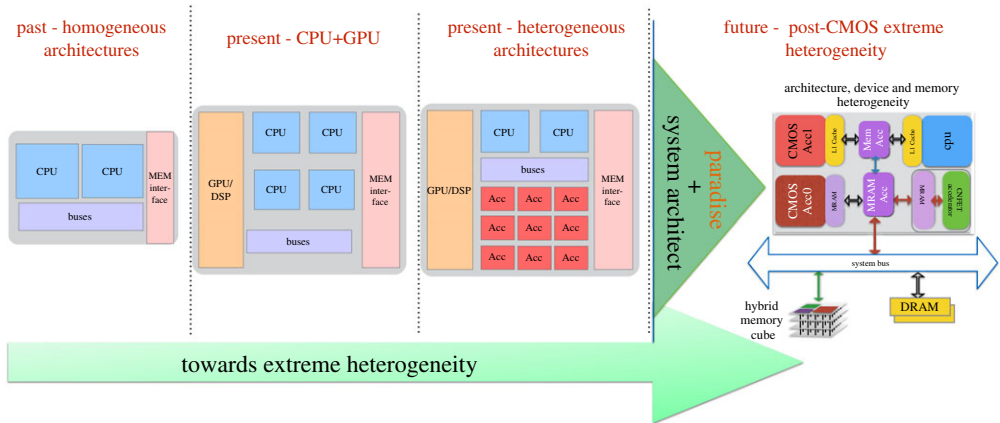 past - homogeneous
architectures
present - CPU+GPU
present - heterogeneous
architectures
future - post-CMOS extreme
heterogeneity
CPU
CPU
buses
MEM
inter-
face
GPU/
DSP
CPU
CPU
CPU
CPU
buses
MEM
inter-
face
GPU/DSP
CPU
CPU
buses
Acc
Acc
Acc
Acc
Acc
Acc
Acc
Acc
Acc
MEM
inter-
face
system architect
+
paradise
architecture, device and memory
heterogeneity
CMOS
Acc1
L1 Cache
Mem
Acc
L1 Cache
cpu
CMOS
Acc0
MRAM
MRAM
Acc
MRAM
CNFET
accelerator
system bus
hybrid
memory
cube
DRAM
towards extreme heterogeneity